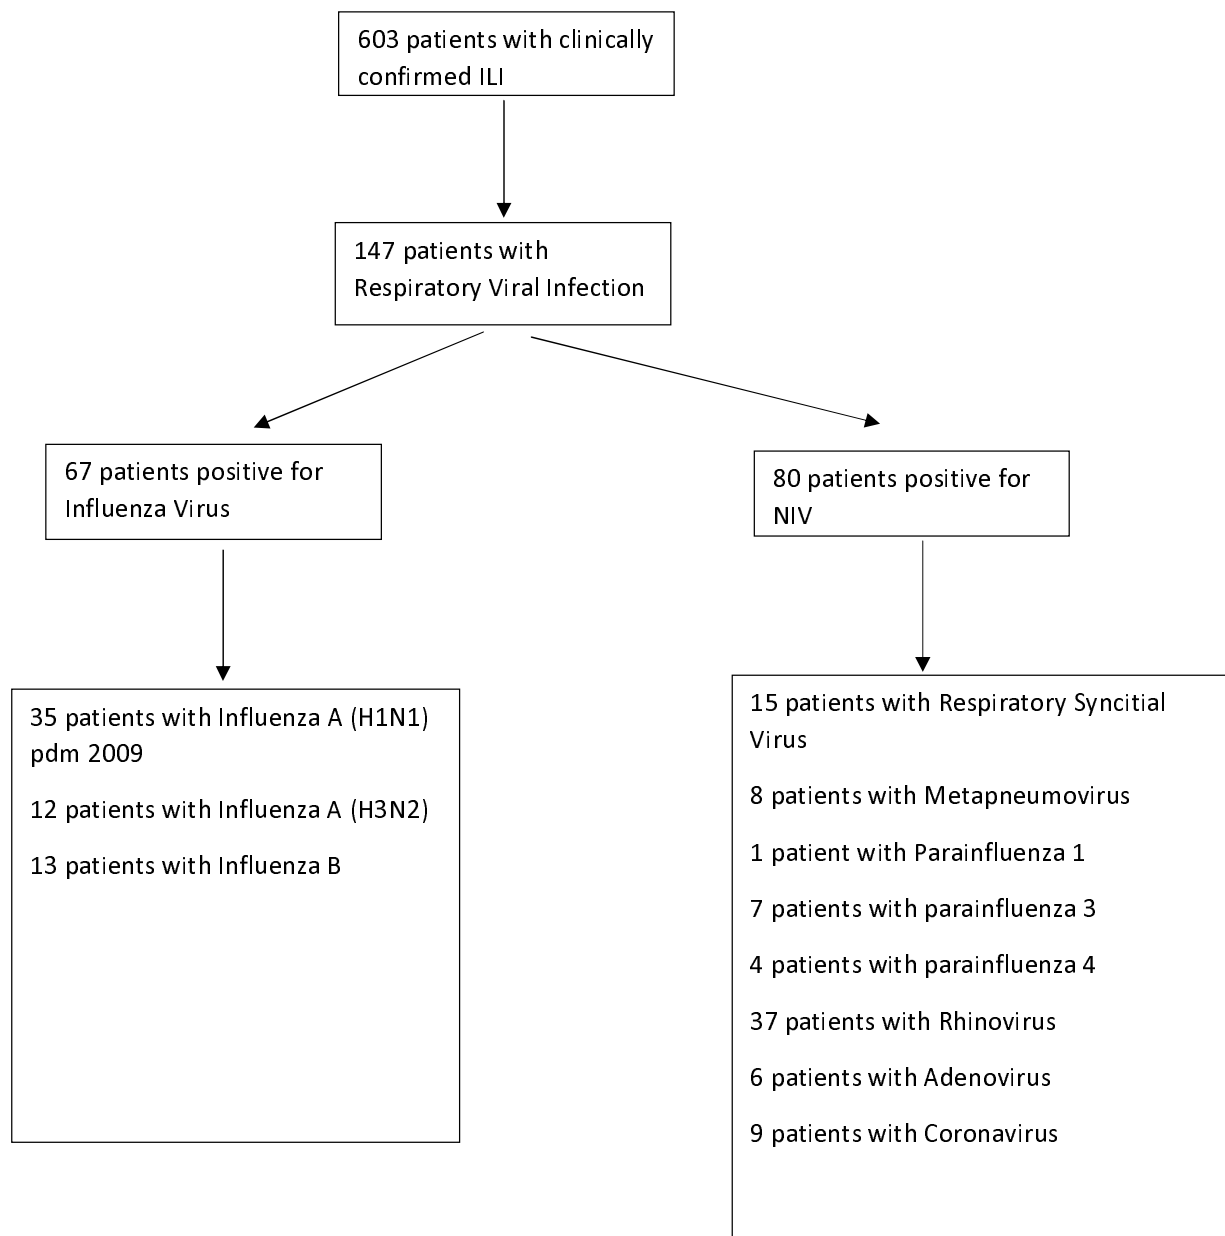 603 patients with clinically
confirmed ILI
147 patients with
Respiratory Viral Infection
67 patients positive for
Influenza Virus
80 patients positive for
NIV
35 patients with Influenza A (H1N1)
pdm 2009
12 patients with Influenza A (H3N2)
13 patients with Influenza B
15 patients with Respiratory Syncitial
Virus
8 patients with Metapneumovirus
1 patient with Parainfluenza 1
7 patients with parainfluenza 3
4 patients with parainfluenza 4
37 patients with Rhinovirus
6 patients with Adenovirus
9 patients with Coronavirus